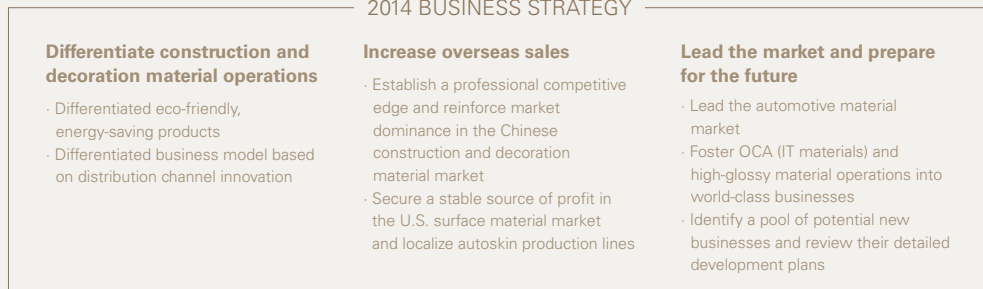 2014 BUSINESS STRATEGY
Differentiate construction and
decoration material operations
· Differentiated eco-friendly,
energy-saving products
· Differentiated business model based
on distribution channel innovation
Increase overseas sales
· Establish a professional competitive
edge and reinforce market
dominance in the Chinese
construction and decoration
material market
· Secure a stable source of profit in
the U.S. surface material market
and localize autoskin production lines
Lead the market and prepare
for the future
· Lead the automotive material
market
· Foster OCA (IT materials) and
high-glossy material operations into
world-class businesses
· Identify a pool of potential new
businesses and review their detailed
development plans